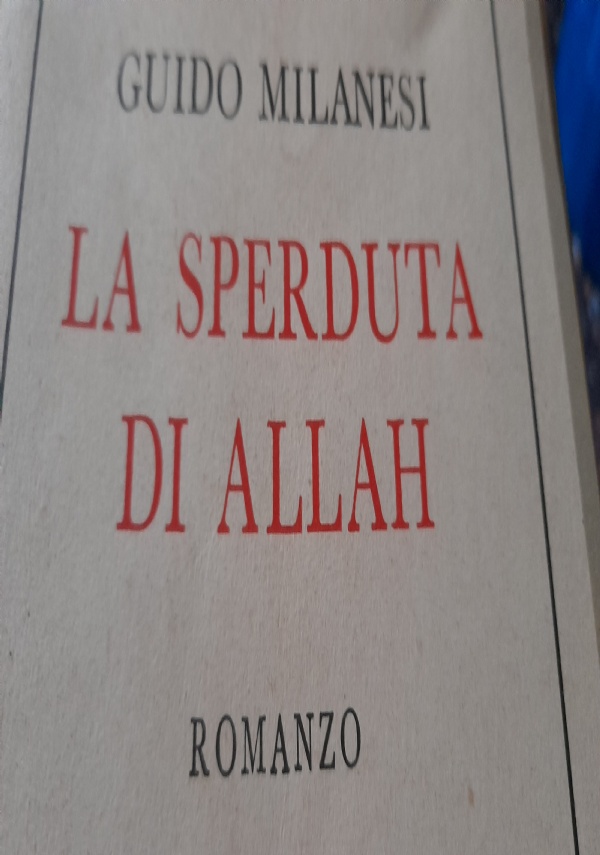 GUIDO MILANESI
LA SPERDUTA
DI ALLAH
ROMANZO